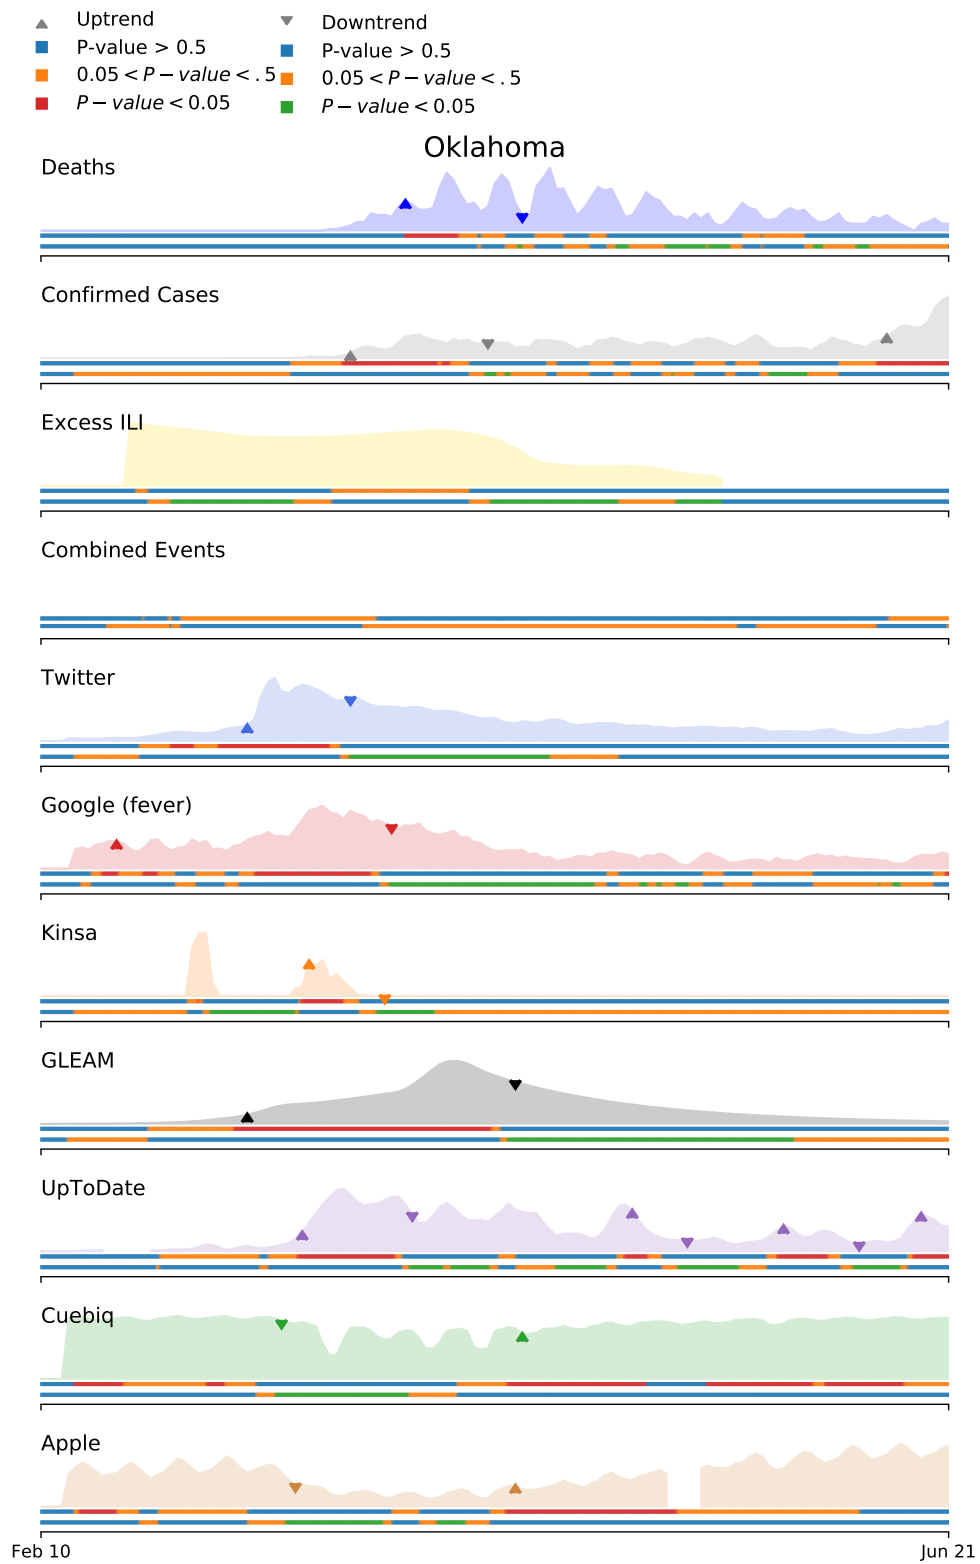 Uptrend
P-value > 0.5
0.05 < P − value < .5
P − value < 0.05
Downtrend
P-value > 0.5
0.05 < P − value < .5
P − value < 0.05
Oklahoma
Deaths
Confirmed Cases
Excess ILI
Combined Events
Twitter
Google (fever)
Kinsa
GLEAM
UpToDate
Cuebiq
Apple
Feb 10
Jun 21